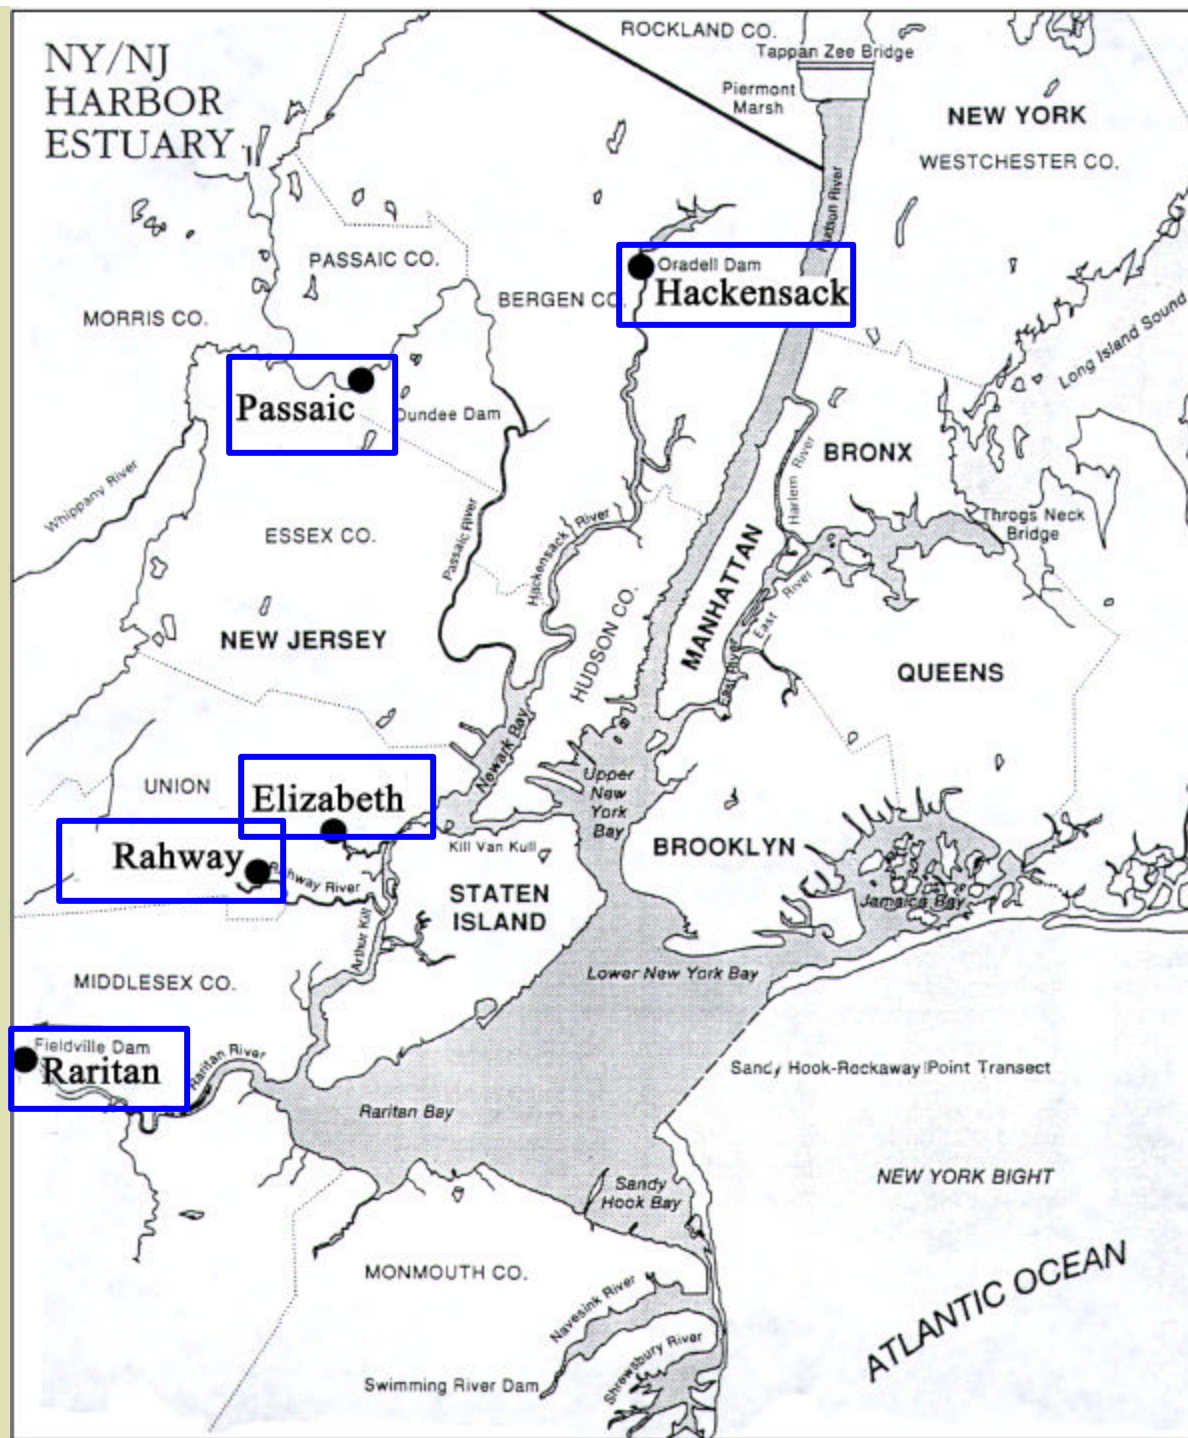 NY/NJ
HARBOR
ESTUARY
ROCKLAND CO.
Tappan Zee Bridge
Piermont
Marsh
NEW YORK
WESTCHESTER CO.
Hudson River
PASSAIC CO.
Oradell Dam
BERGEN CO.
Hackensack
MORRIS CO.
Long Island Sound
Passaic
Dundee Dam
BRONX
Harlem River
Whippany River
Passaic River
Hackensack River
Throgs Neck
Bridge
ESSEX CO.
MANHATTAN
East River
East River
NEW JERSEY
HUDSON CO.
QUEENS
Newark Bay
UNION
Elizabeth
Upper
New
York
Bay
Rahway
Rahway River
Kill Van Kull
BROOKLYN
STATEN
ISLAND
Jamaica Bay
Arthur Kill
Lower New York Bay
MIDDLESEX CO.
Fieldville Dam
Raritan
Raritan River
Sandy Hook-Rockaway Point Transect
Raritan Bay
NEW YORK BIGHT
Sandy
Hook Bay
MONMOUTH CO.
ATLANTIC OCEAN
Navesink River
Shrewsbury River
Swimming River Dam